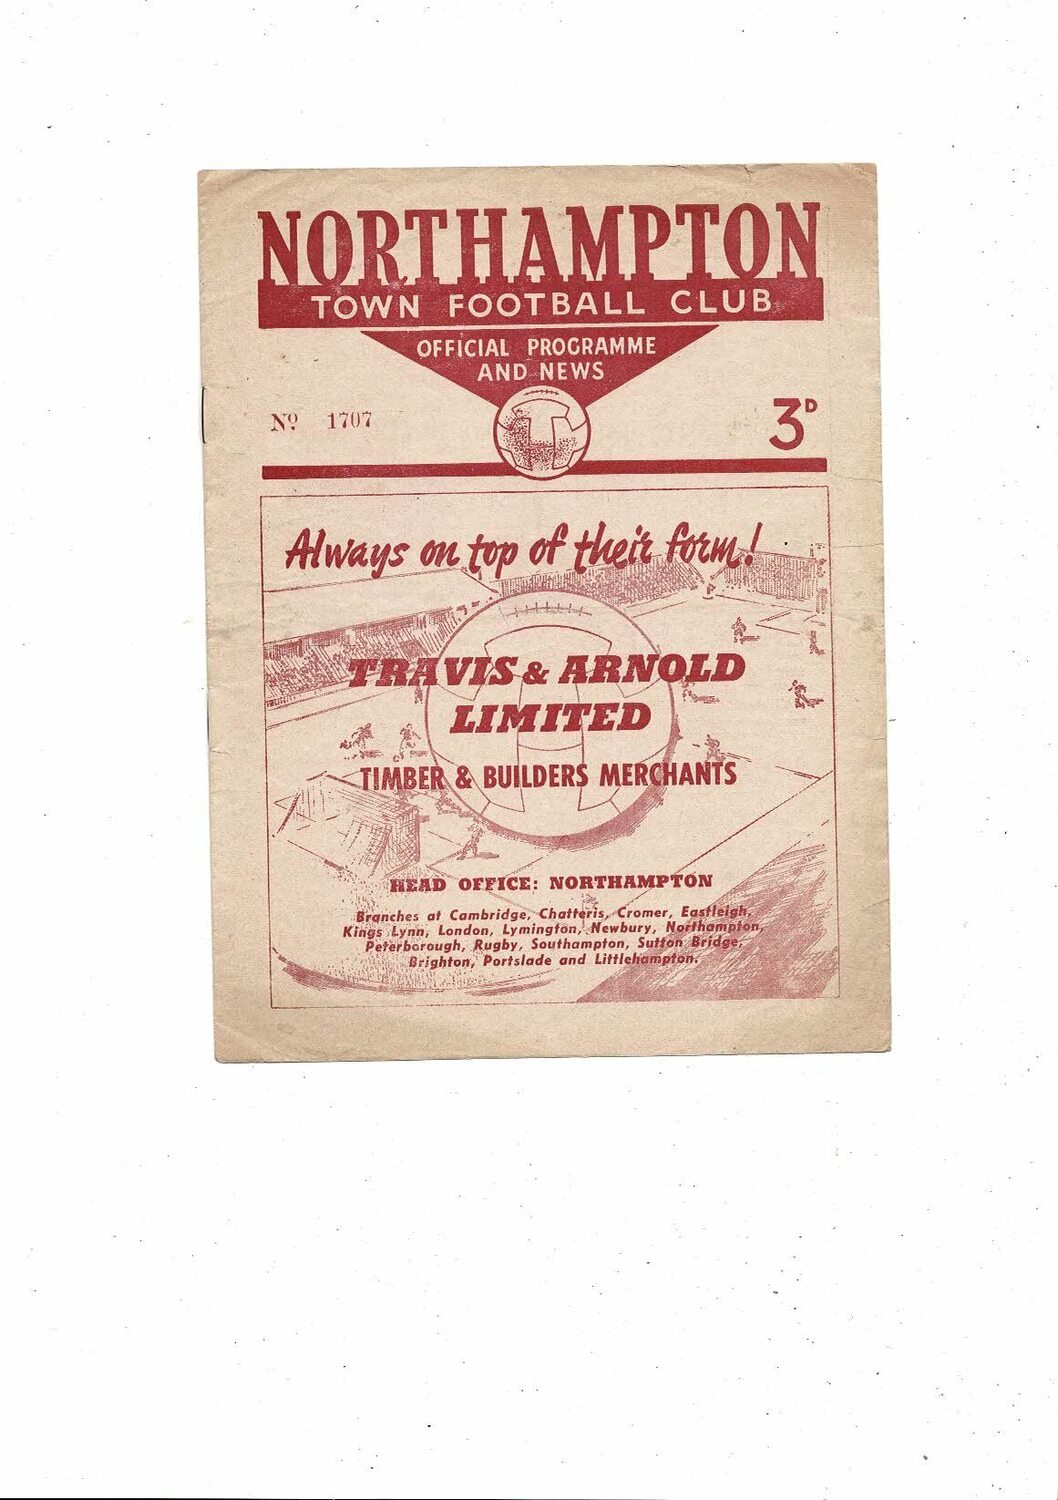 NORTHAMPTON
TOWN FOOTBALL CLUB
OFFICIAL PROGRAMME
AND NEWS
Nº 1707
3D
Always on top of their form!
TRAVIS & ARNOLD
LIMITED
TIMBER & BUILDERS MERCHANTS
HEAD OFFICE: NORTHAMPTON
Branches at Cambridge, Chatteris, Cromer, Eastleigh,
Kings Lynn, London, Lymington, Newbury, Northampton,
Peterborough, Rugby, Southampton, Sutton Bridge,
Brighton, Portslade and Littlehampton.